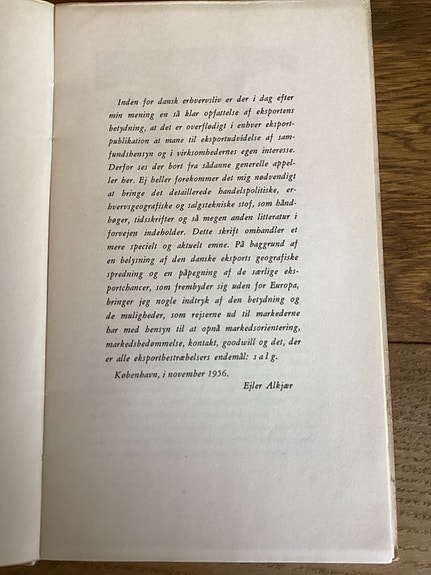 Inden for dansk erhvervsliv er der i dag efter
min mening en så klar opfattelse af eksportens
betydning, at det er overflødigt i enhver eksport-
publikation at mane til eksportudvidelse af sam-
fundshensyn og i virksomhedernes egen interesse.
Derfor ses der bort fra sådanne generelle appel-
ler her. Ej heller forekommer det mig nødvendigt
at bringe det detaillerede handelspolitiske, er-
hvervsgeografiske og salgstekniske stof, som hånd-
bøger, tidsskrifter og så megen anden litteratur i
forvejen indeholder. Dette skrift omhandler et
mere specielt og aktuelt emne. På baggrund af
en belysning af den danske eksports geografiske
spredning og en påpegning af de særlige eks-
portchancer, som frembyder sig uden for Europa,
bringer jeg nogle indtryk af den betydning og
de muligheder, som rejserne ud til markederne
har med hensyn til at opnå markedsorientering,
markedsbedømmelse, kontakt, goodwill og det, der
er alle eksportbestræbelsers endemål: s a l g.
København, i november 1956.
Ejler Alkjær